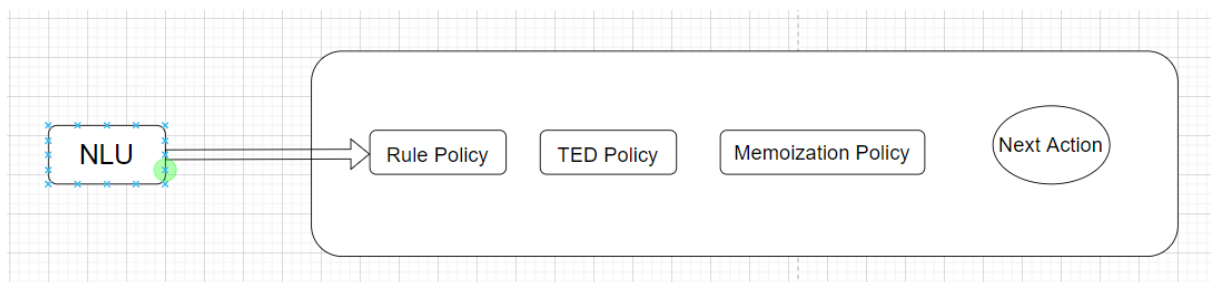 NLU
Rule Policy
TED Policy
Memoization Policy
Next Action